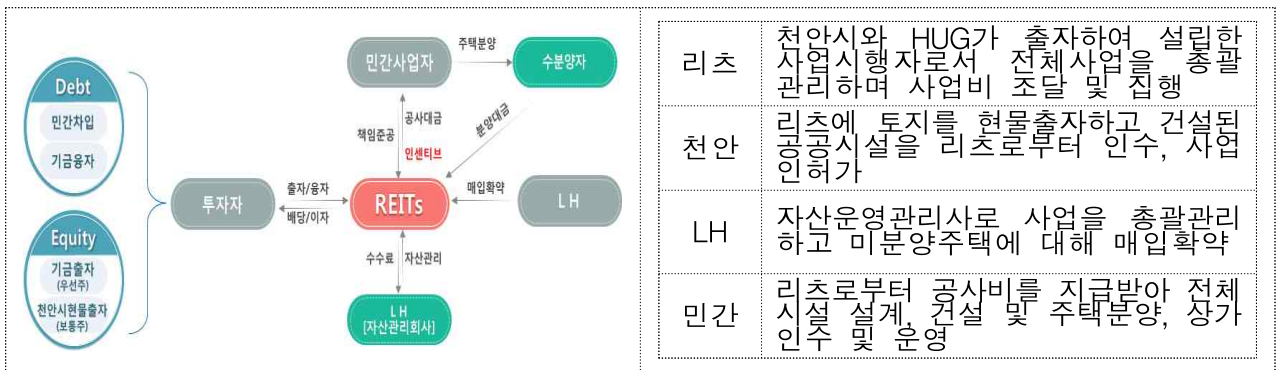 Debt
민간차입
기금융자
Equity
기금출자
(우선주)
천안시현물출자
(보통주)
투자자
출자/융자
배당/이자
민간사업자
주택분양
수분양자
책임준공
공사대금
인센티브
분양대금
REITs
매입확약
L H
수수료
자산관리
L H
[자산관리회사]
리츠
천안시와 HUG가 출자하여 설립한
사업시행자로서 전체사업을 총괄
관리하며 사업비 조달 및 집행
천안
리츠에 토지를 현물출자하고 건설된
공공시설을 리츠로부터 인수, 사업
인허가
LH
자산운영관리사로 사업을 총괄관리
하고 미분양주택에 대해 매입확약
민간
리츠로부터 공사비를 지급받아 전체
시설 설계, 건설 및 주택분양, 상가
인수 및 운영